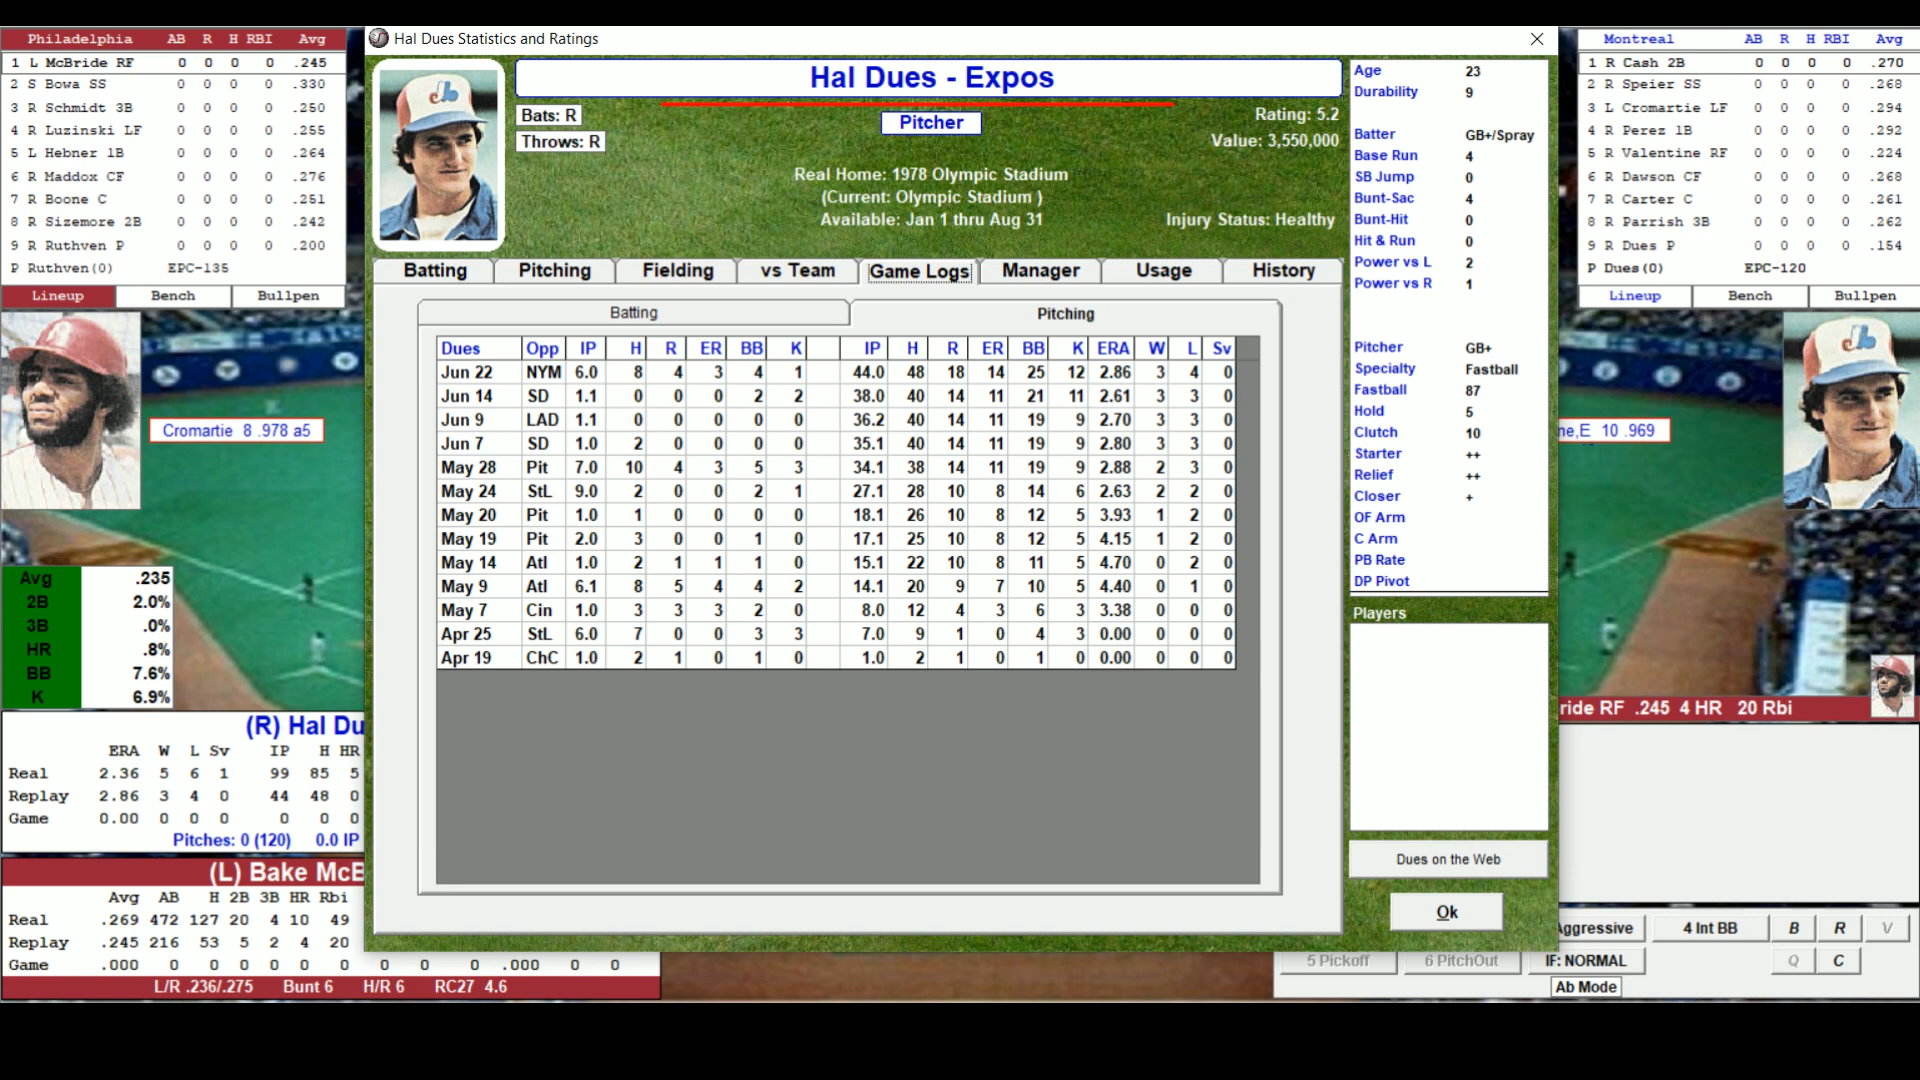 Hal Dues Statistics and Ratings
Philadelphia AB R H RBI Avg
1 L McBride RF 0 0 0 0 .245
2 S Bowa SS 0 0 0 0 .330
3 R Schmidt 3B 0 0 0 0 .250
4 R Luzinski LF 0 0 0 0 .255
5 L Hebner 1B 0 0 0 0 .264
6 R Maddox CF 0 0 0 0 .276
7 R Boone C 0 0 0 0 .251
8 R Sizemore 2B 0 0 0 0 .242
9 R Ruthven P 0 0 0 0 .200
P Ruthven(0) EPC-135
Lineup Bench Bullpen
Cromartie 8 .978 a5
Avg .235
2B 2.0%
3B .0%
HR .8%
BB 7.6%
K 6.9%
(R) Hal Du
ERA W L Sv IP H HR
Real 2.36 5 6 1 99 85 5
Replay 2.86 3 4 0 44 48 0
Game 0.00 0 0 0 0 0 0
Pitches: 0 (120) 0.0 IP
(L) Bake McB
Avg AB H 2B 3B HR Rbi
Real .269 472 127 20 4 10 49
Replay .245 216 53 5 2 4 20
Game .000 0 0 0 0 0 0 0 0 0 .000 0 0
L/R .236/.275 Bunt 6 H/R 6 RC27 4.6
Hal Dues - Expos
Bats: R
Throws: R
Pitcher
Rating: 5.2
Value: 3,550,000
Real Home: 1978 Olympic Stadium
(Current: Olympic Stadium )
Available: Jan 1 thru Aug 31
Injury Status: Healthy
Batting Pitching Fielding vs Team Game Logs Manager Usage History
Batting Pitching
Dues Opp IP H R ER BB K IP H R ER BB K ERA W L Sv
Jun 22 NYM 6.0 8 4 3 4 1 44.0 48 18 14 25 12 2.86 3 4 0
Jun 14 SD 1.1 0 0 0 2 2 38.0 40 14 11 21 11 2.61 3 3 0
Jun 9 LAD 1.1 0 0 0 0 0 36.2 40 14 11 19 9 2.70 3 3 0
Jun 7 SD 1.0 2 0 0 0 0 35.1 40 14 11 19 9 2.80 3 3 0
May 28 Pit 7.0 10 4 3 5 3 34.1 38 14 11 19 9 2.88 2 3 0
May 24 StL 9.0 2 0 0 2 1 27.1 28 10 8 14 6 2.63 2 2 0
May 20 Pit 1.0 1 0 0 0 0 18.1 26 10 8 12 5 3.93 1 2 0
May 19 Pit 2.0 3 0 0 1 0 17.1 25 10 8 12 5 4.15 1 2 0
May 14 Atl 1.0 2 1 1 1 0 15.1 22 10 8 11 5 4.70 0 2 0
May 9 Atl 6.1 8 5 4 4 2 14.1 20 9 7 10 5 4.40 0 1 0
May 7 Cin 1.0 3 3 3 2 0 8.0 12 4 3 6 3 3.38 0 0 0
Apr 25 StL 6.0 7 0 0 3 3 7.0 9 1 0 4 3 0.00 0 0 0
Apr 19 ChC 1.0 2 1 0 1 0 1.0 2 1 0 1 0 0.00 0 0 0
Age 23
Durability 9
Batter GB+/Spray
Base Run 4
SB Jump 0
Bunt-Sac 4
Bunt-Hit 0
Hit & Run 0
Power vs L 2
Power vs R 1
Pitcher GB+
Specialty Fastball
Fastball 87
Hold 5
Clutch 10
Starter ++
Relief ++
Closer +
OF Arm
C Arm
PB Rate
DP Pivot
Players
Dues on the Web
Ok
Montreal AB R H RBI Avg
1 R Cash 2B 0 0 0 0 .270
2 R Speier SS 0 0 0 0 .268
3 L Cromartie LF 0 0 0 0 .294
4 R Perez 1B 0 0 0 0 .292
5 R Valentine RF 0 0 0 0 .224
6 R Dawson CF 0 0 0 0 .268
7 R Carter C 0 0 0 0 .261
8 R Parrish 3B 0 0 0 0 .262
9 R Dues P 0 0 0 0 .154
P Dues(0) EPC-120
Lineup Bench Bullpen
ne,E 10 .969
ride RF .245 4 HR 20 Rbi
Aggressive 4 Int BB B R V
5 Pickoff 6 PitchOut IF: NORMAL Q C
Ab Mode